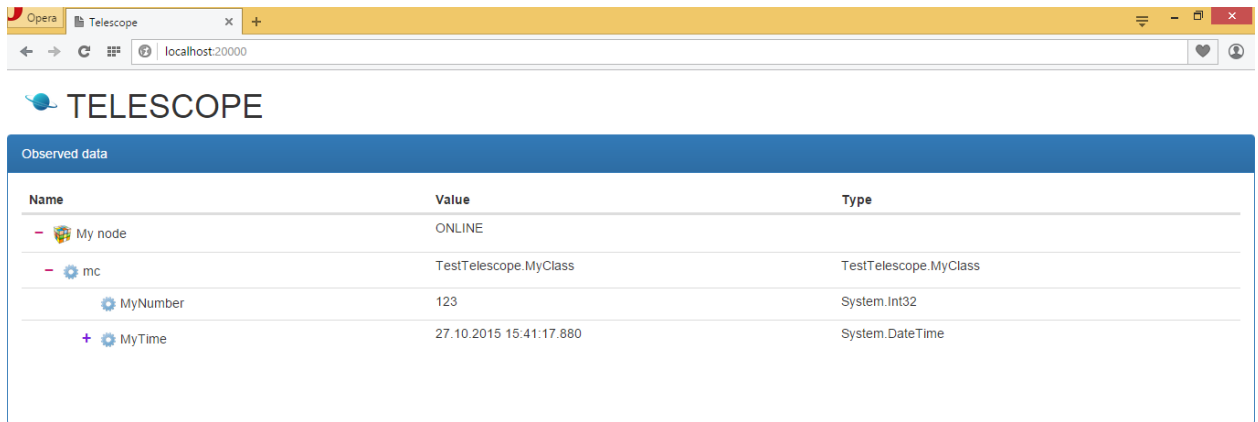 Opera
Telescope
localhost:20000
TELESCOPE
Observed data
Name Value Type
My node ONLINE
mc TestTelescope.MyClass TestTelescope.MyClass
MyNumber 123 System.Int32
MyTime 27.10.2015 15:41:17.880 System.DateTime